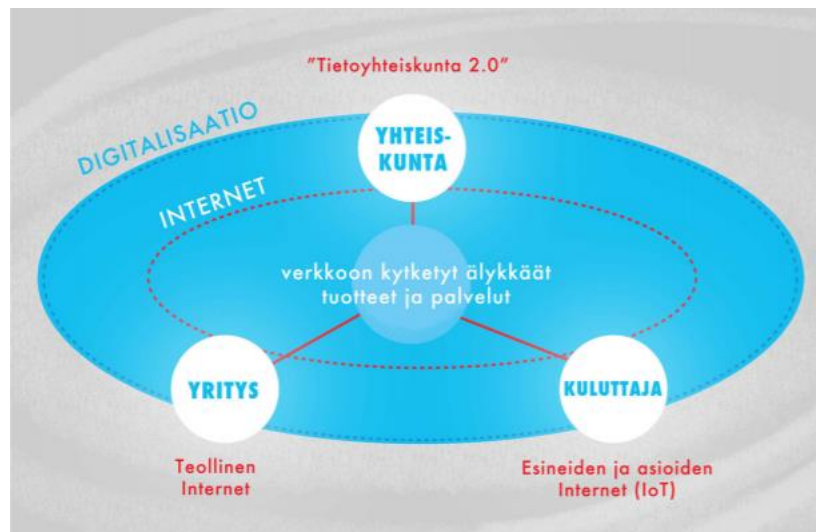 ”Tietoyhteiskunta 2.0”
DIGITALISAATIO
YHTEIS-
KUNTA
INTERNET
verkkoon kytketyt älykkäät
tuotteet ja palvelut
YRITYS
KULUTTAJA
Teollinen
Internet
Esineiden ja asioiden
Internet (IoT)